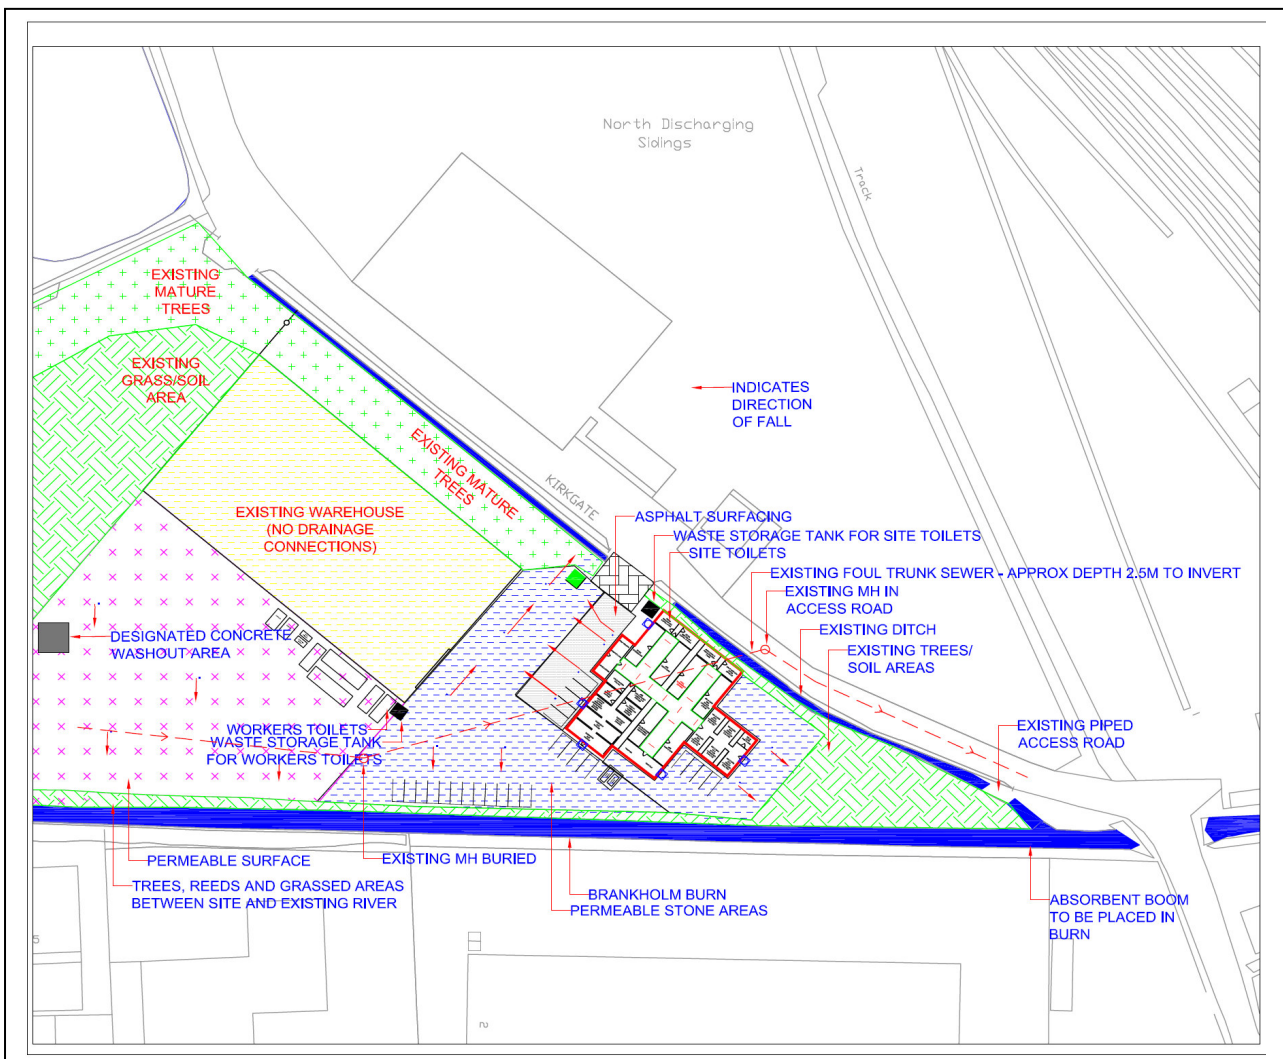 North Discharging
Sidings
Track
EXISTING
MATURE
TREES
EXISTING
GRASS/SOIL
AREA
INDICATES
DIRECTION
OF FALL
EXISTING MATURE
TREES
KIRKGATE
EXISTING WAREHOUSE
(NO DRAINAGE
CONNECTIONS)
ASPHALT SURFACING
WASTE STORAGE TANK FOR SITE TOILETS
SITE TOILETS
EXISTING FOUL TRUNK SEWER - APPROX DEPTH 2.5M TO INVERT
EXISTING MH IN
ACCESS ROAD
EXISTING DITCH
EXISTING TREES/
SOIL AREAS
DESIGNATED CONCRETE
WASHOUT AREA
EXISTING PIPED
ACCESS ROAD
WORKERS TOILETS
WASTE STORAGE TANK
FOR WORKERS TOILETS
PERMEABLE SURFACE
EXISTING MH BURIED
TREES, REEDS AND GRASSED AREAS
BETWEEN SITE AND EXISTING RIVER
BRANKHOLM BURN
PERMEABLE STONE AREAS
ABSORBENT BOOM
TO BE PLACED IN
BURN
5
2